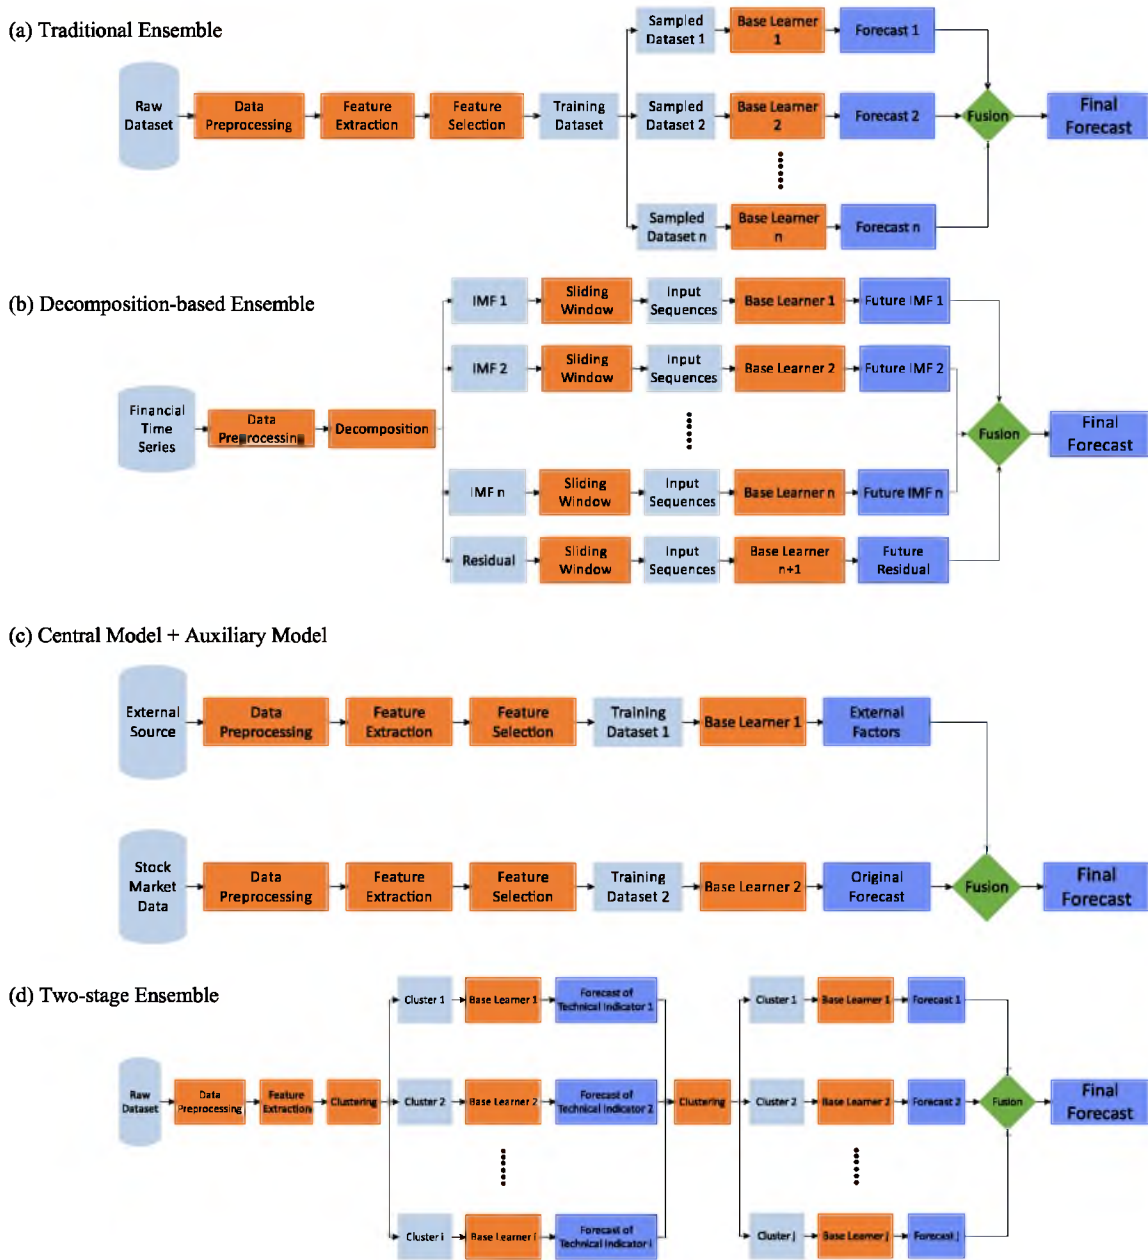 (a) Traditional Ensemble
Raw
Dataset
Data
Preprocessing
Feature
Extraction
Feature
Selection
Training
Dataset
Sampled
Dataset 1
Base Learner
1
Forecast 1
Sampled
Dataset 2
Base Learner
2
Forecast 2
Sampled
Dataset n
Base Learner
n
Forecast n
Fusion
Final
Forecast
(b) Decomposition-based Ensemble
Financial
Time
Series
Data
Preprocessing
Decomposition
IMF 1
Sliding
Window
Input
Sequences
Base Learner 1
Future IMF 1
IMF 2
Sliding
Window
Input
Sequences
Base Learner 2
Future IMF 2
IMF n
Sliding
Window
Input
Sequences
Base Learner n
Future IMF n
Residual
Sliding
Window
Input
Sequences
Base Learner
n+1
Future
Residual
Fusion
Final
Forecast
(c) Central Model + Auxiliary Model
External
Source
Data
Preprocessing
Feature
Extraction
Feature
Selection
Training
Dataset 1
Base Learner 1
External
Factors
Stock
Market
Data
Data
Preprocessing
Feature
Extraction
Feature
Selection
Training
Dataset 2
Base Learner 2
Original
Forecast
Fusion
Final
Forecast
(d) Two-stage Ensemble
Raw
Dataset
Data
Preprocessing
Feature
Extraction
Clustering
Cluster 1
Base Learner 1
Forecast of
Technical Indicator 1
Cluster 2
Base Learner 2
Forecast of
Technical Indicator 2
Cluster i
Base Learner i
Forecast of
Technical Indicator i
Clustering
Cluster 1
Base Learner 1
Forecast 1
Cluster 2
Base Learner 2
Forecast 2
Cluster j
Base Learner j
Forecast j
Fusion
Final
Forecast